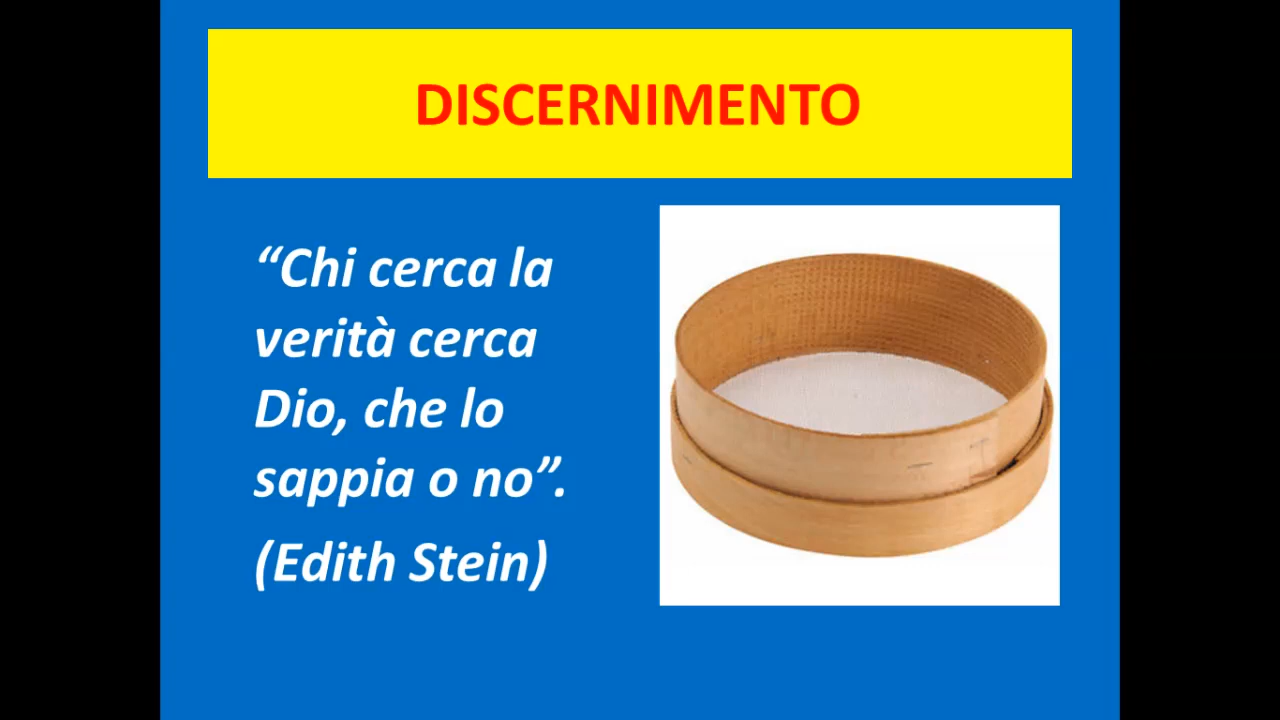 DISCERNIMENTO
“Chi cerca la
verità cerca
Dio, che lo
sappia o no”.
(Edith Stein)